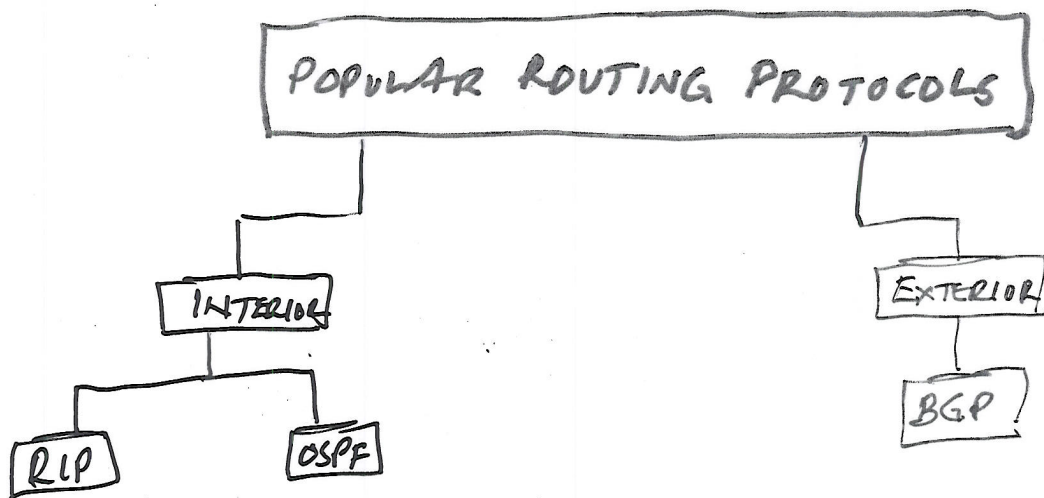 POPULAR ROUTING PROTOCOLS
INTERIOR
EXTERIOR
RIP
OSPF
BGP